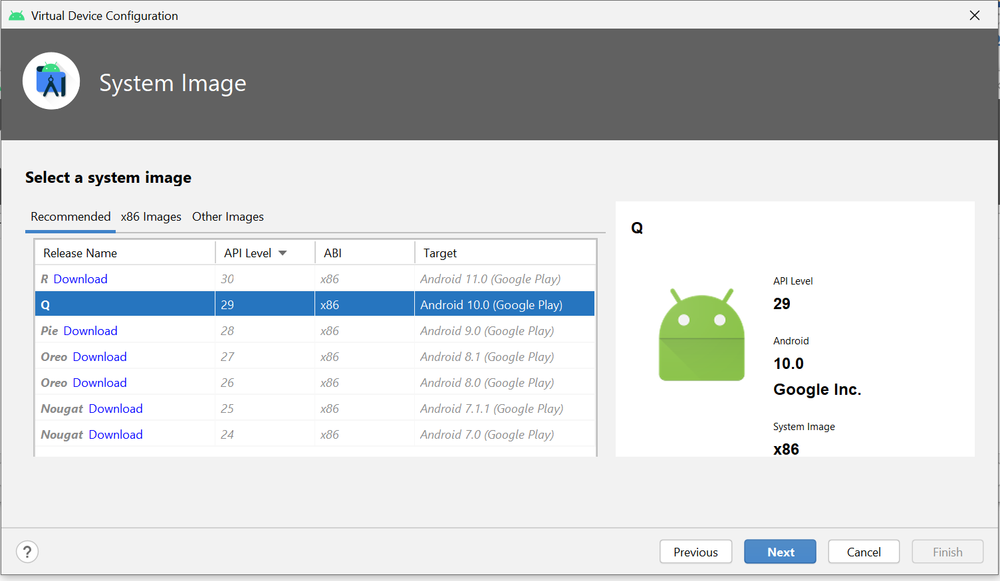 Virtual Device Configuration
System Image
Select a system image
Recommended x86 Images Other Images
Release Name API Level ABI Target
R Download 30 x86 Android 11.0 (Google Play)
Q 29 x86 Android 10.0 (Google Play)
Pie Download 28 x86 Android 9.0 (Google Play)
Oreo Download 27 x86 Android 8.1 (Google Play)
Oreo Download 26 x86 Android 8.0 (Google Play)
Nougat Download 25 x86 Android 7.1.1 (Google Play)
Nougat Download 24 x86 Android 7.0 (Google Play)
Q
API Level
29
Android
10.0
Google Inc.
System Image
x86
? Previous Next Cancel Finish